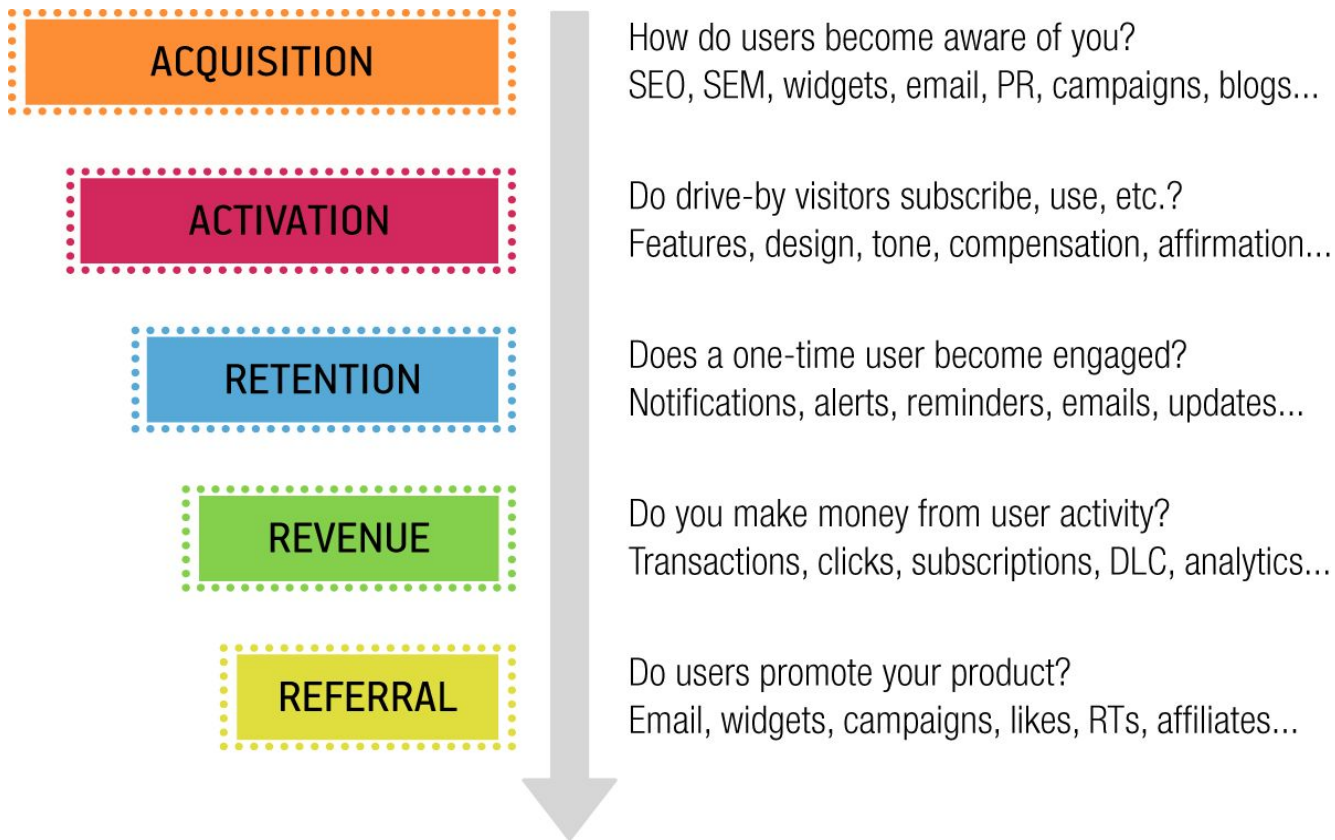 ACQUISITION
How do users become aware of you?
SEO, SEM, widgets, email, PR, campaigns, blogs...
ACTIVATION
Do drive-by visitors subscribe, use, etc.?
Features, design, tone, compensation, affirmation...
RETENTION
Does a one-time user become engaged?
Notifications, alerts, reminders, emails, updates...
REVENUE
Do you make money from user activity?
Transactions, clicks, subscriptions, DLC, analytics...
REFERRAL
Do users promote your product?
Email, widgets, campaigns, likes, RTs, affiliates...